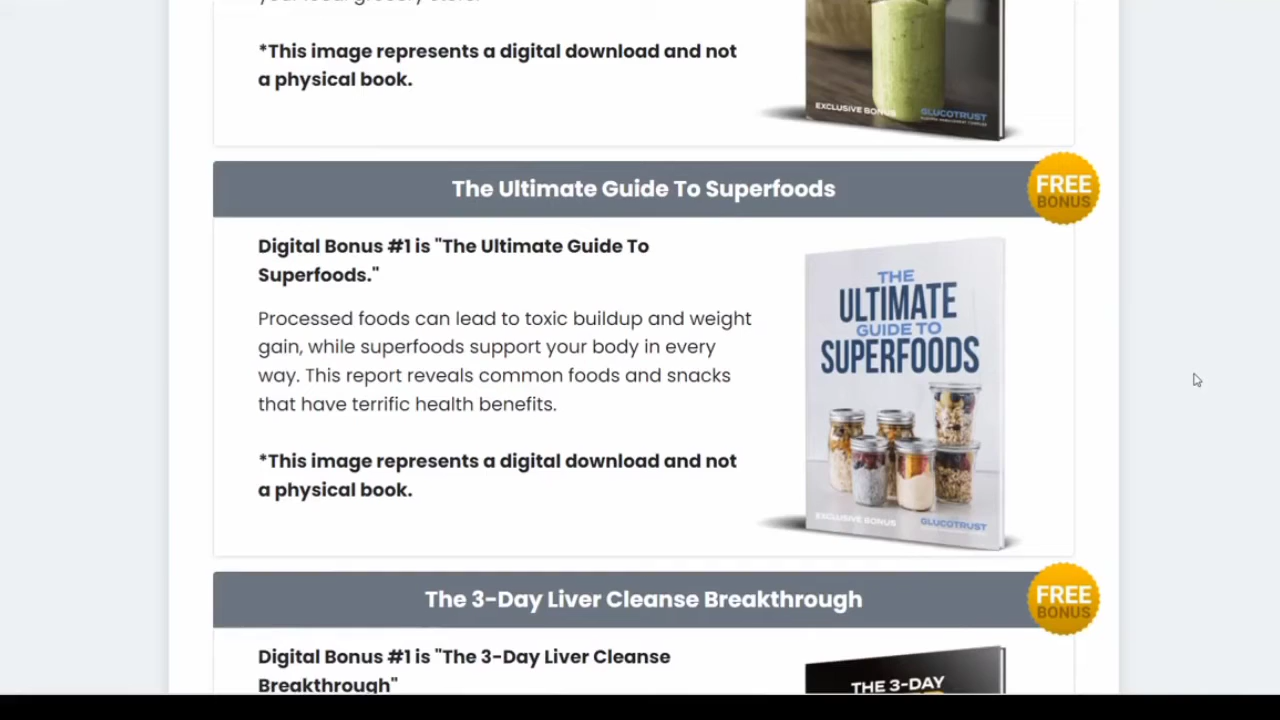 *This image represents a digital download and not
a physical book.
EXCLUSIVE BONUS
GLUCOTRUST
The Ultimate Guide To Superfoods
FREE
BONUS
Digital Bonus #1 is "The Ultimate Guide To
Superfoods."
Processed foods can lead to toxic buildup and weight
gain, while superfoods support your body in every
way. This report reveals common foods and snacks
that have terrific health benefits.
*This image represents a digital download and not
a physical book.
THE
ULTIMATE
GUIDE TO
SUPERFOODS
EXCLUSIVE BONUS
GLUCOTRUST
The 3-Day Liver Cleanse Breakthrough
FREE
BONUS
Digital Bonus #1 is "The 3-Day Liver Cleanse
Breakthrough"
THE 3-DAY